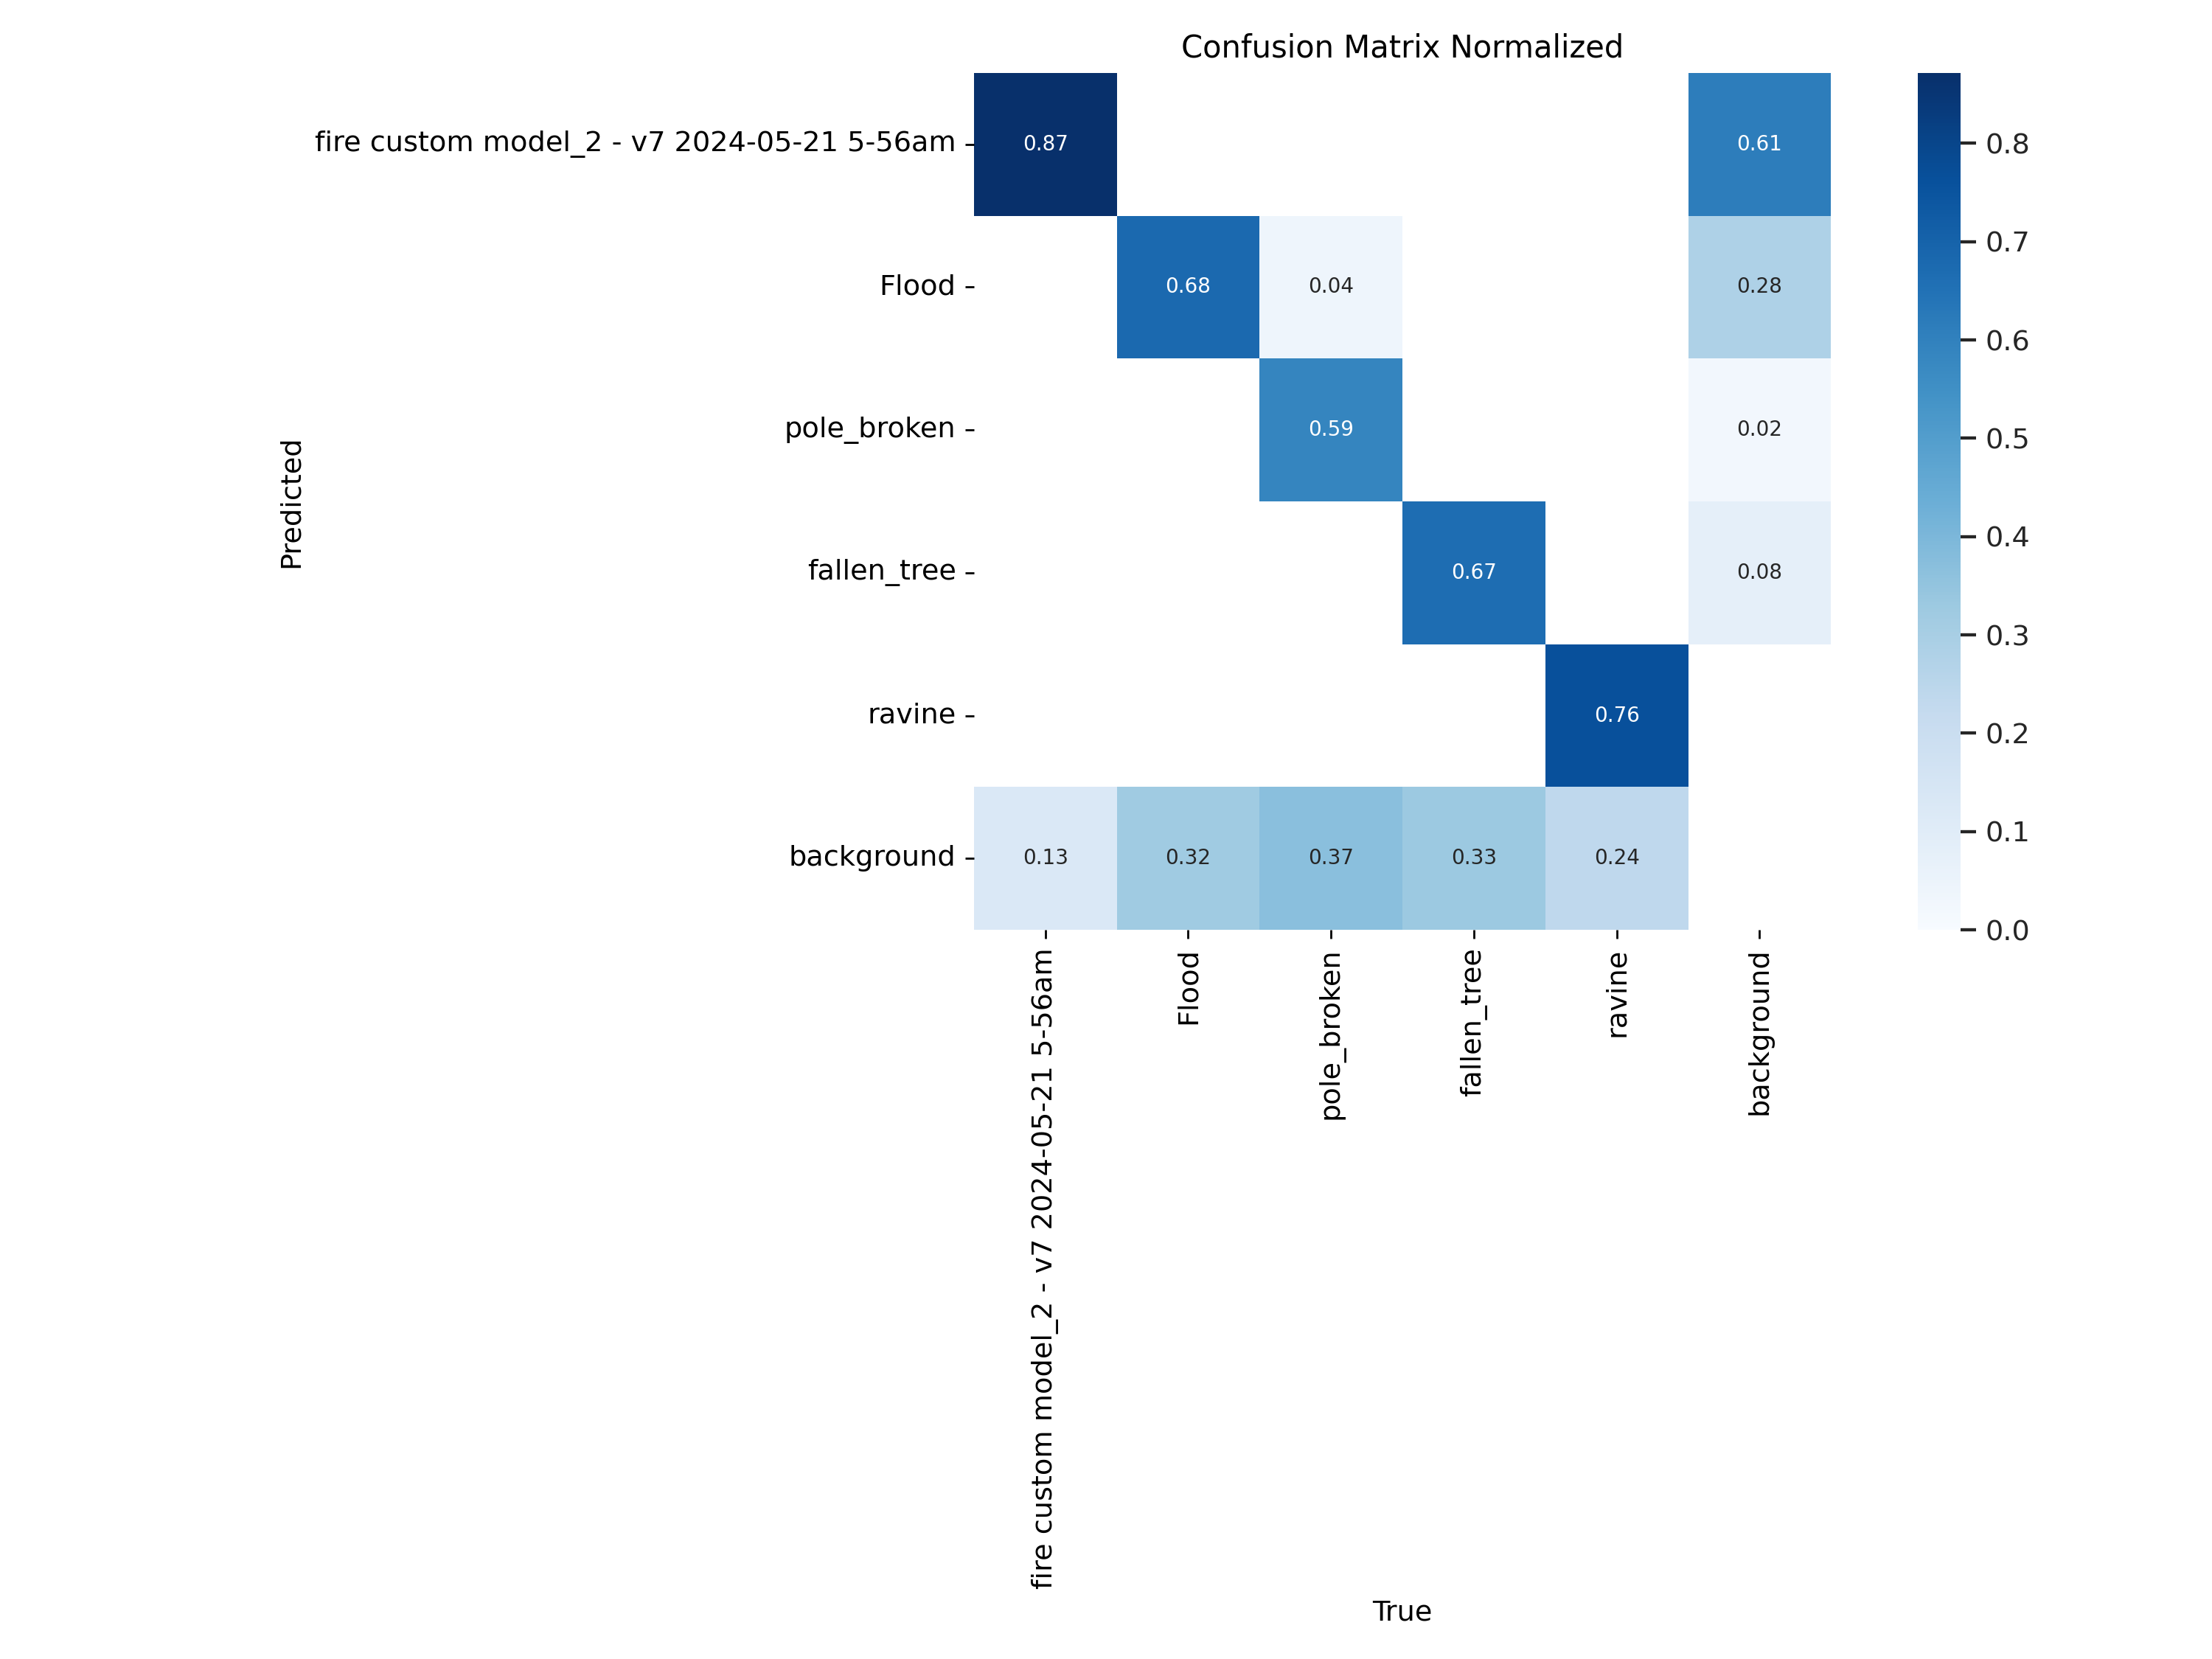 Confusion Matrix Normalized
fire custom model_2 - v7 2024-05-21 5-56am
0.87
0.61
0.8
0.7
Flood
0.68
0.04
0.28
0.6
pole_broken
0.59
0.02
0.5
Predicted
0.4
fallen_tree
0.67
0.08
0.3
ravine
0.76
0.2
background
0.13
0.32
0.37
0.33
0.24
0.1
0.0
fire custom model_2 - v7 2024-05-21 5-56am
Flood
pole_broken
fallen_tree
ravine
background
True